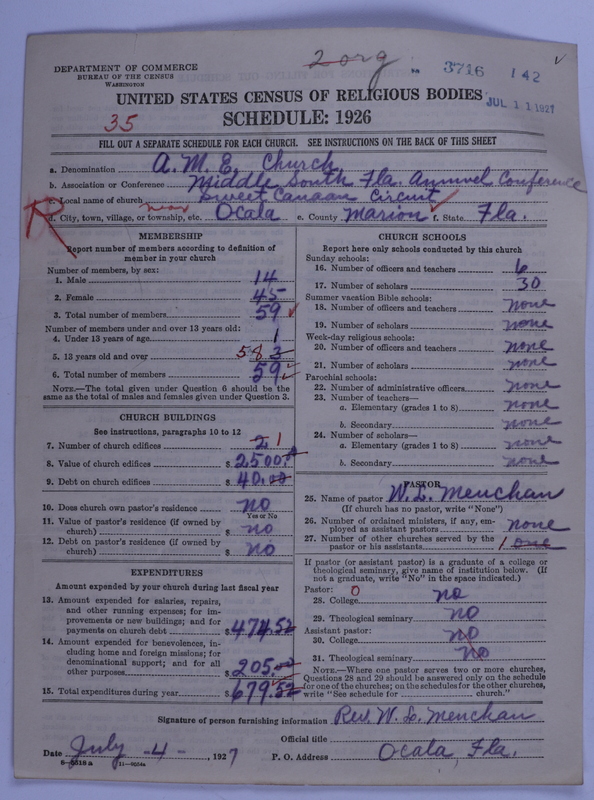 2 org
3716 142
JUL 11 1927
DEPARTMENT OF COMMERCE
BUREAU OF THE CENSUS
WASHINGTON
UNITED STATES CENSUS OF RELIGIOUS BODIES
35
SCHEDULE: 1926
FILL OUT A SEPARATE SCHEDULE FOR EACH CHURCH. SEE INSTRUCTIONS ON THE BACK OF THIS SHEET
a. Denomination A. M. E. Church
b. Association or Conference Middle South Fla. Annual Conference
c. Local name of church Sweet Canaan Circuit
R
d. City, town, village, or township, etc. near Ocala e. County Marion f. State Fla.
MEMBERSHIP
Report number of members according to definition of
member in your church
Number of members, by sex:
1. Male 14
2. Female 45
3. Total number of members 59
Number of members under and over 13 years old:
4. Under 13 years of age 1
5. 13 years old and over 58 3
6. Total number of members 59
NOTE.—The total given under Question 6 should be the
same as the total of males and females given under Question 3.
CHURCH BUILDINGS
See instructions, paragraphs 10 to 12
7. Number of church edifices 2 1
8. Value of church edifices $2500.00
9. Debt on church edifices $40.00
10. Does church own pastor's residence no
Yes or No
11. Value of pastor's residence (if owned by
church) $ no
12. Debt on pastor's residence (if owned by
church) $ no
EXPENDITURES
Amount expended by your church during last fiscal year
13. Amount expended for salaries, repairs,
and other running expenses; for im-
provements or new buildings; and for
payments on church debt $474.52
14. Amount expended for benevolences, in-
cluding home and foreign missions; for
denominational support; and for all
other purposes $205.00
15. Total expenditures during year $679.52
CHURCH SCHOOLS
Report here only schools conducted by this church
Sunday schools:
16. Number of officers and teachers 6
17. Number of scholars 30
Summer vacation Bible schools:
18. Number of officers and teachers none
19. Number of scholars none
Week-day religious schools:
20. Number of officers and teachers none
21. Number of scholars none
Parochial schools:
22. Number of administrative officers none
23. Number of teachers—
a. Elementary (grades 1 to 8) none
b. Secondary none
24. Number of scholars—
a. Elementary (grades 1 to 8) none
b. Secondary none
PASTOR
25. Name of pastor W. L. Menchan
(If church has no pastor, write "None")
26. Number of ordained ministers, if any, em-
ployed as assistant pastors none
27. Number of other churches served by the
pastor or his assistants 1 one
If pastor (or assistant pastor) is a graduate of a college or
theological seminary, give name of institution below. (If
not a graduate, write "No" in the space indicated.)
Pastor: 0
28. College no
29. Theological seminary no
Assistant pastor:
30. College no
31. Theological seminary no
NOTE.—Where one pastor serves two or more churches,
Questions 28 and 29 should be answered only on the schedule
for one of the churches; on the schedules for the other churches,
write "See schedule for church."
Signature of person furnishing information Rev. W. L. Menchan
Official title
Date July 4, 1927 P. O. Address Ocala, Fla.